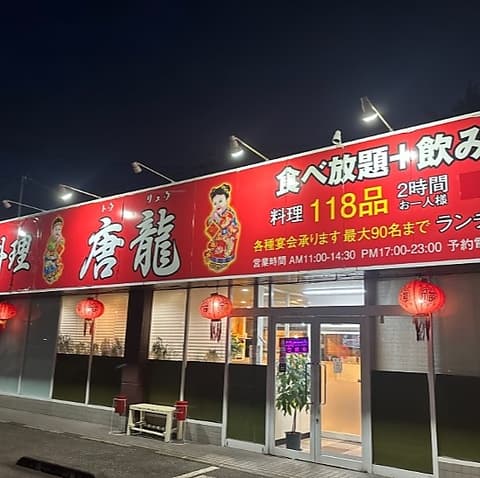 料理
トウ リュウ
唐龍
食べ放題+飲み
料理 118品 2時間
お一人様
各種宴会承ります 最大90名まで ランチ
営業時間 AM11:00-14:30 PM17:00-23:00 予約電